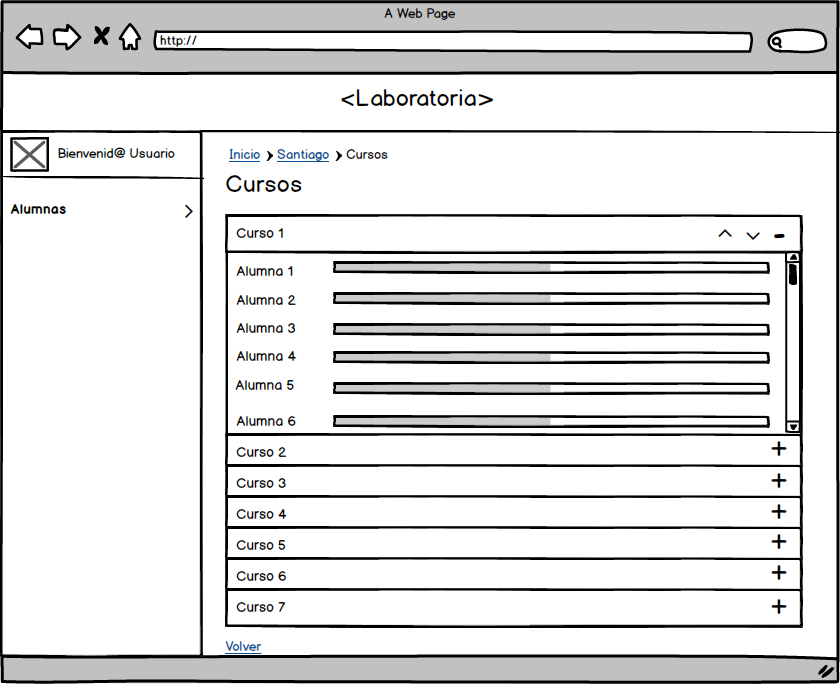 A Web Page
http://
<Laboratoria>
Bienvenid@ Usuario
Alumnas
Inicio Santiago Cursos
Cursos
Curso 1
Alumna 1
Alumna 2
Alumna 3
Alumna 4
Alumna 5
Alumna 6
Curso 2
Curso 3
Curso 4
Curso 5
Curso 6
Curso 7
Volver